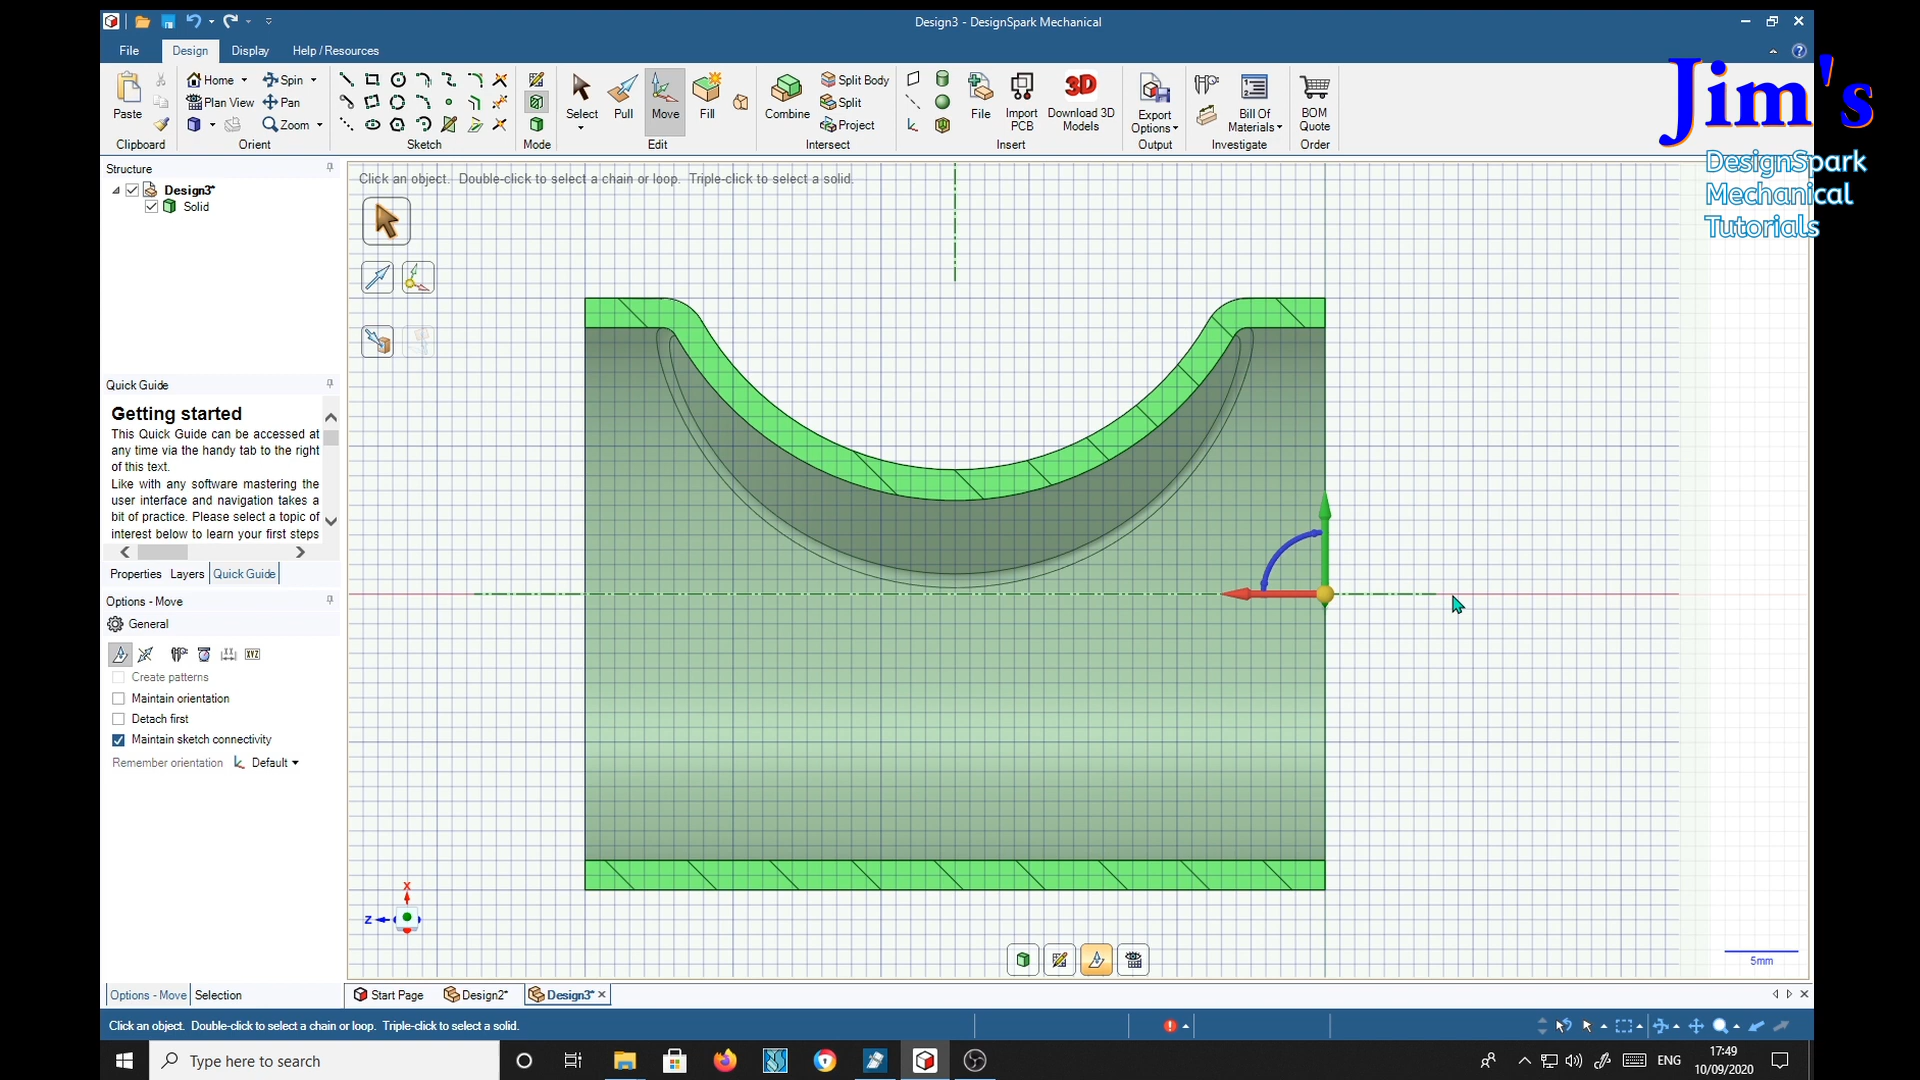 Design3 - DesignSpark Mechanical
File Design Display Help / Resources
Jim's
DesignSpark
Mechanical
Tutorials
Paste
Clipboard
Home Spin
Plan View Pan
Zoom
Orient
Sketch
Mode
Select Pull Move Fill
Edit
Combine
Split Body
Split
Project
Intersect
File
Import
PCB
3D
Download 3D
Models
Insert
Export
Options
Output
Bill Of
Materials
Investigate
BOM
Quote
Order
Structure
Design3*
Solid
Click an object. Double-click to select a chain or loop. Triple-click to select a solid.
Quick Guide
Getting started
This Quick Guide can be accessed at
any time via the handy tab to the right
of this text.
Like with any software mastering the
user interface and navigation takes a
bit of practice. Please select a topic of
interest below to learn your first steps
Properties Layers Quick Guide
Options - Move
General
XYZ
Create patterns
Maintain orientation
Detach first
Maintain sketch connectivity
Remember orientation Default
X
Z
5mm
Options - Move Selection
Start Page Design2* Design3*
Click an object. Double-click to select a chain or loop. Triple-click to select a solid.
Type here to search
ENG
17:49
10/09/2020